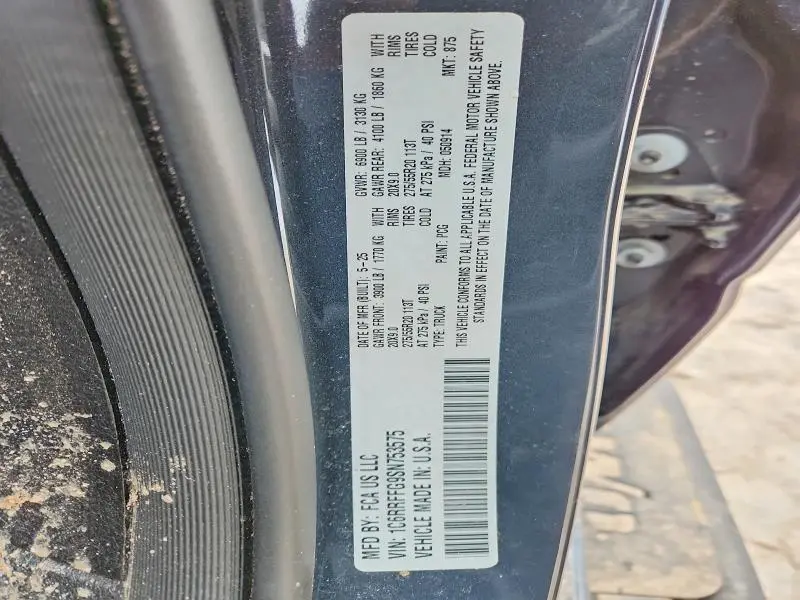 MFD BY: FCA US LLC
VIN: 1C6RRFFG9SN753575
VEHICLE MADE IN: U.S.A.
DATE OF MFR (BUILT): 5-25
GAWR FRONT: 3900 LB / 1770 KG WITH
20X9.0 RIMS
275/55R20 113T TIRES
AT 275 kPa / 40 PSI COLD
TYPE: TRUCK PAINT: PDG
GVWR: 6900 LB / 3130 KG
GAWR REAR: 4100 LB / 1860 KG WITH
20X9.0 RIMS
275/55R20 113T TIRES
AT 275 kPa / 40 PSI COLD
MDH: 050914 MKT: 875
THIS VEHICLE CONFORMS TO ALL APPLICABLE U.S.A. FEDERAL MOTOR VEHICLE SAFETY
STANDARDS IN EFFECT ON THE DATE OF MANUFACTURE SHOWN ABOVE.